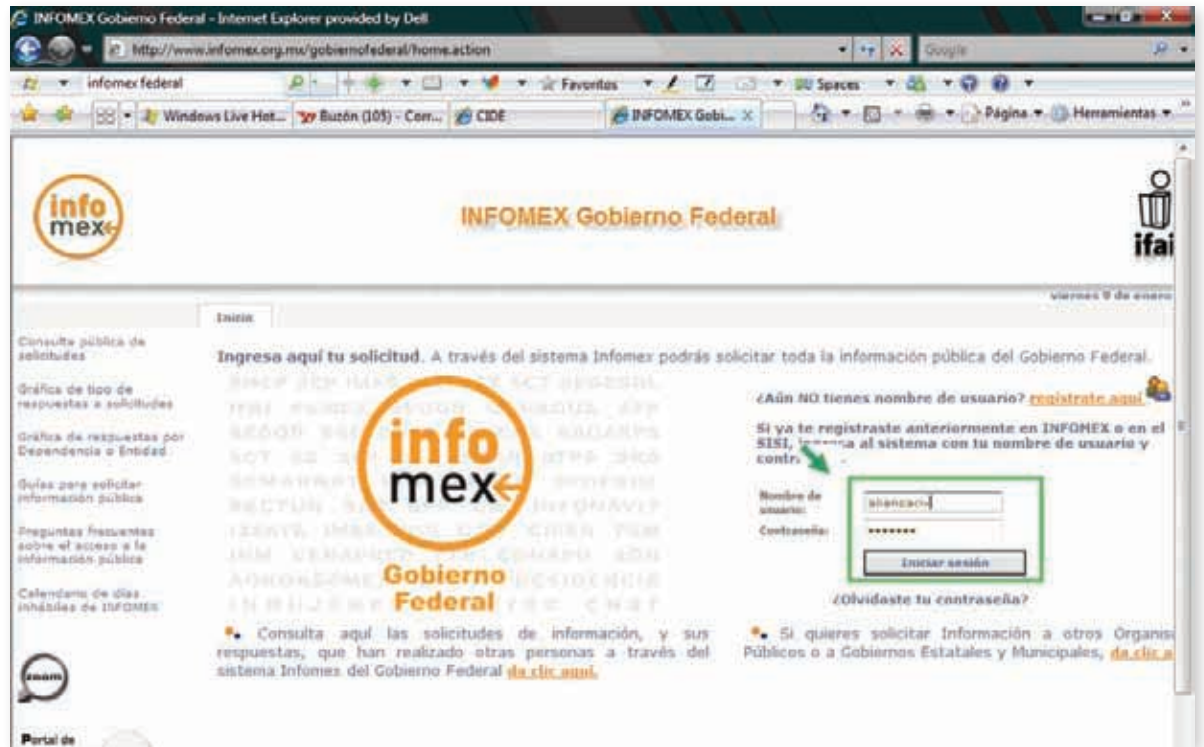 INFOMEX Gobierno Federal - Internet Explorer provided by Dell
http://www.infomex.org.mx/gobiernofederal/home.action
Google
infomex federal
Favoritos
Spaces
Windows Live Hot...
Buzón (105) - Corr...
CIDE
INFOMEX Gobi...
Página
Herramientas
info
mex
INFOMEX Gobierno Federal
ifai
viernes 9 de enero
Inicio
Consulta pública de
solicitudes
Gráfica de tipo de
respuestas a solicitudes
Gráfica de respuestas por
Dependencia o Entidad
Guías para solicitar
información pública
Preguntas frecuentes
sobre el acceso a la
información pública
Calendario de días
inhábiles de INFOMEX
zoom
Portal de
Ingresa aquí tu solicitud. A través del sistema Infomex podrás solicitar toda la información pública del Gobierno Federal.
info
mex
Gobierno
Federal
¿Aún NO tienes nombre de usuario? regístrate aquí
Si ya te registraste anteriormente en INFOMEX o en el
SISI, ingresa al sistema con tu nombre de usuario y
Nombre de
usuario:
Contraseña:
•••••••
Iniciar sesión
¿Olvidaste tu contraseña?
Consulta aquí las solicitudes de información, y sus
respuestas, que han realizado otras personas a través del
sistema Infomex del Gobierno Federal da clic aquí.
Si quieres solicitar Información a otros Organis
Públicos o a Gobiernos Estatales y Municipales, da clic a